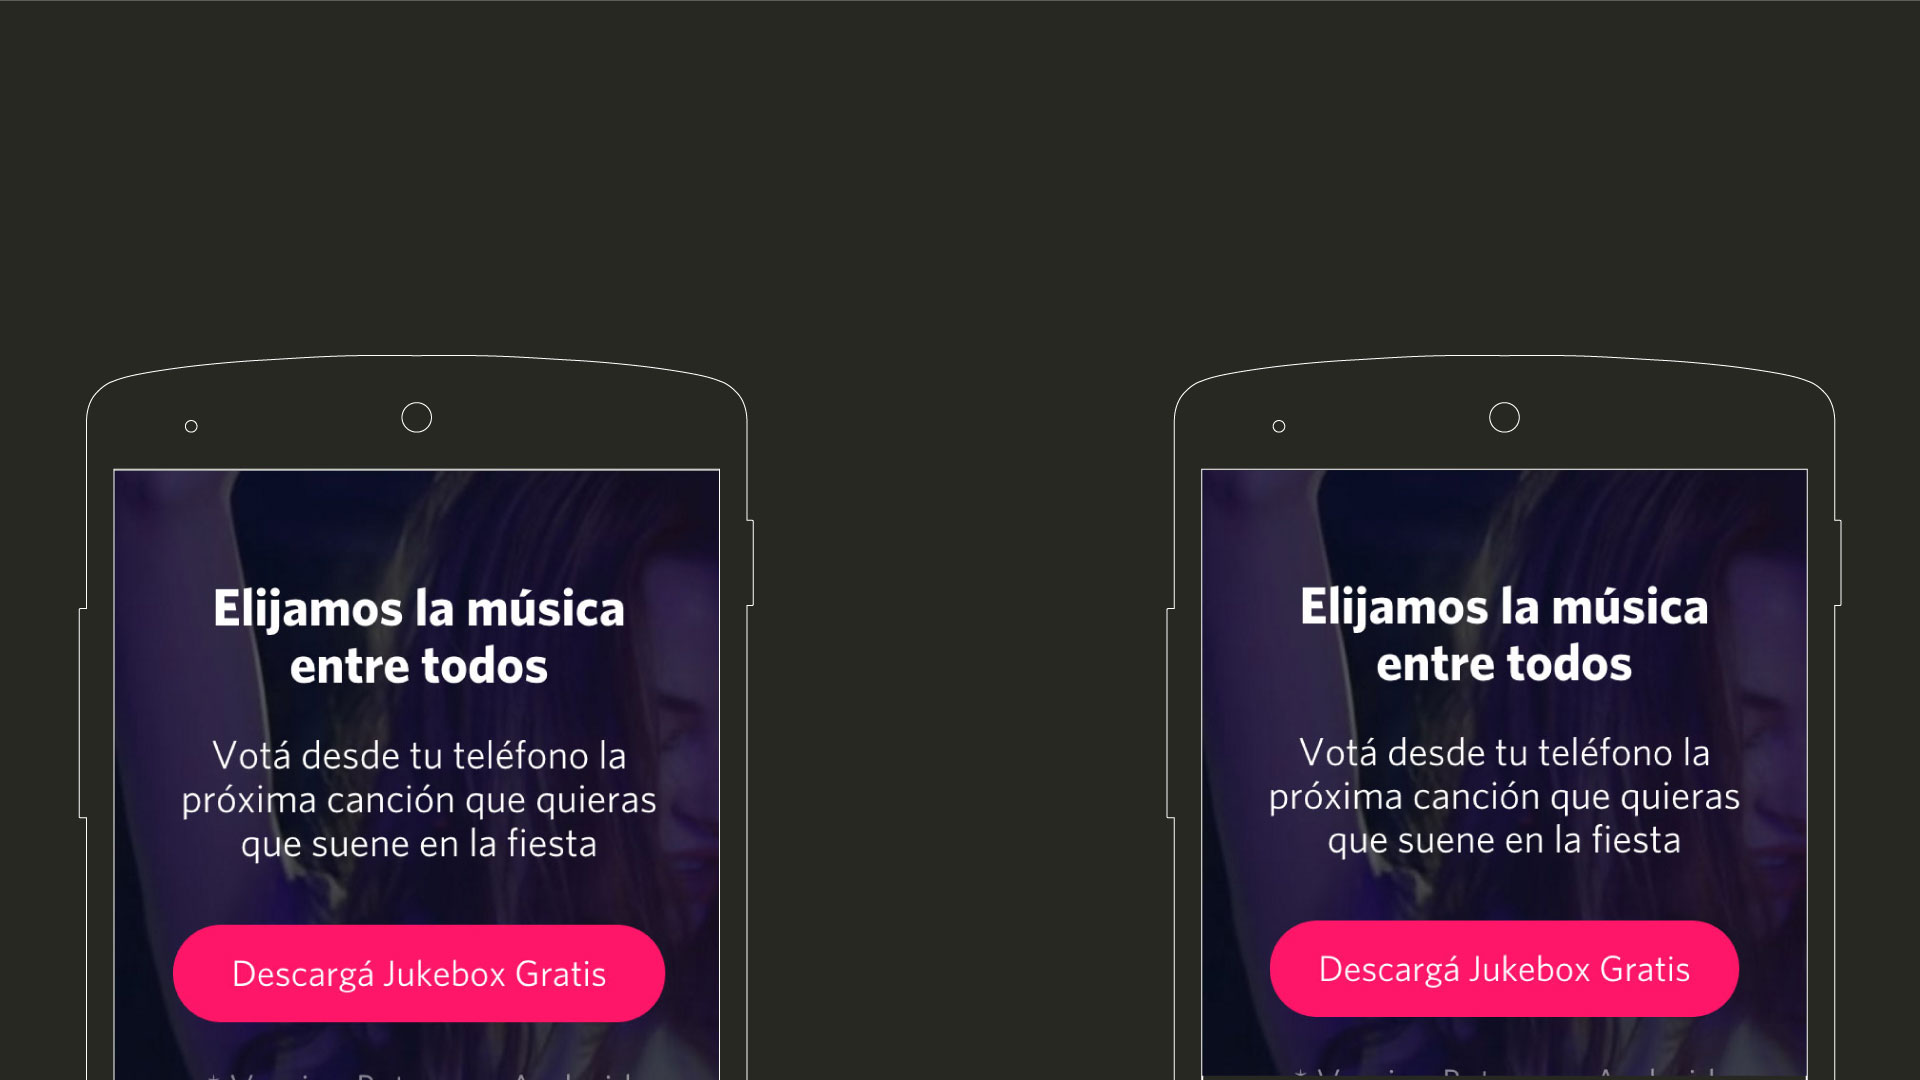 Elijamos la música
entre todos
Votá desde tu teléfono la
próxima canción que quieras
que suene en la fiesta
Descargá Jukebox Gratis
Elijamos la música
entre todos
Votá desde tu teléfono la
próxima canción que quieras
que suene en la fiesta
Descargá Jukebox Gratis